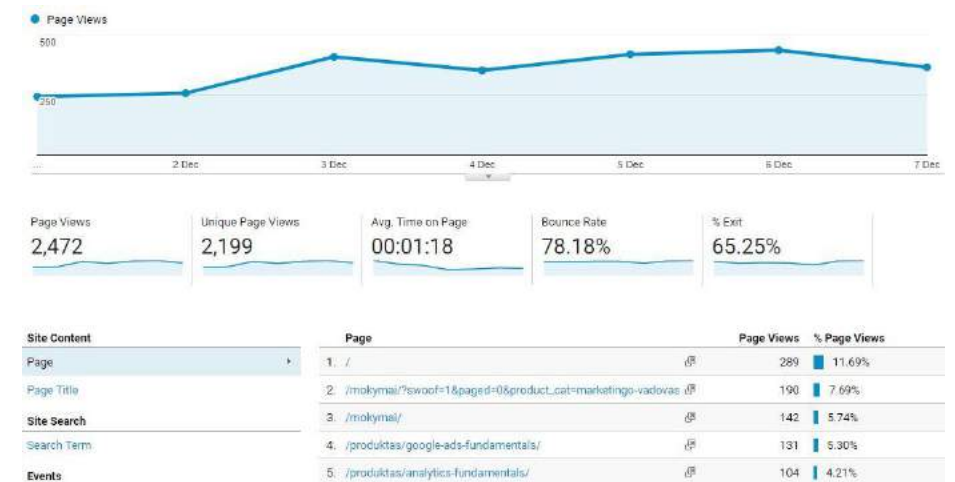 Page Views
500
250
... 2 Dec 3 Dec 4 Dec 5 Dec 6 Dec 7 Dec
Page Views Unique Page Views Avg. Time on Page Bounce Rate % Exit
2,472 2,199 00:01:18 78.18% 65.25%
Site Content Page Page Views % Page Views
Page 1. / 289 11.69%
Page Title 2. /mokymai/?swoof=1&paged=0&product_cat=marketingo-vadovas 190 7.69%
Site Search 3. /mokymai/ 142 5.74%
Search Term 4. /produktas/google-ads-fundamentals/ 131 5.30%
Events 5. /produktas/analytics-fundamentals/ 104 4.21%